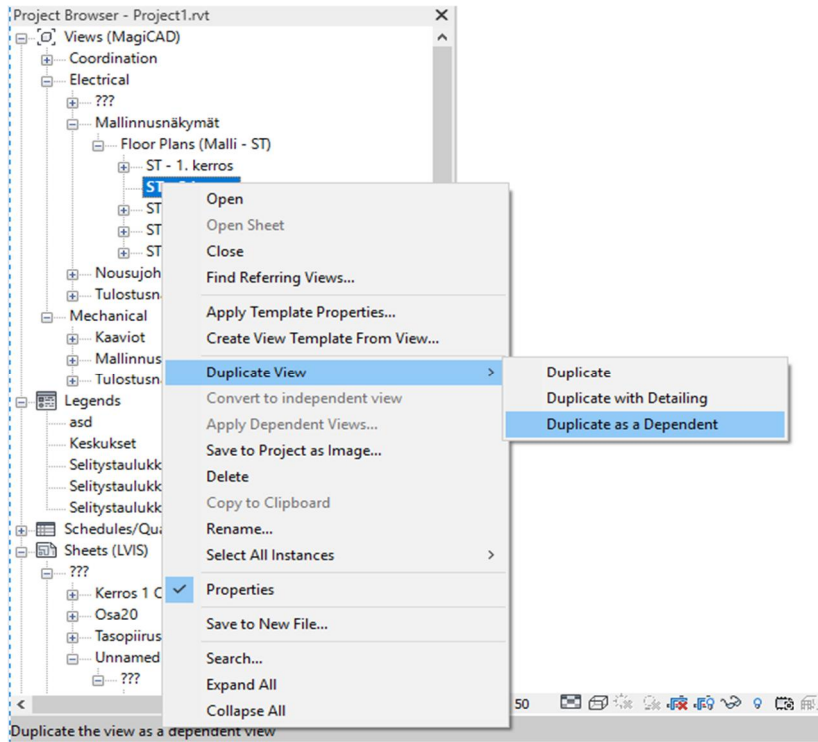 Project Browser - Project1.rvt
Views (MagiCAD)
Coordination
Electrical
???
Mallinnusnäkymät
Floor Plans (Malli - ST)
ST - 1. kerros
ST
ST
ST
ST
Nousujoh
Tulostusn
Mechanical
Kaaviot
Mallinnus
Tulostusn
Legends
asd
Keskukset
Selitystaulukk
Selitystaulukk
Selitystaulukk
Schedules/Qua
Sheets (LVIS)
???
Kerros 1 C
Osa20
Tasopiirus
Unnamed
???
Open
Open Sheet
Close
Find Referring Views...
Apply Template Properties...
Create View Template From View...
Duplicate View
Convert to independent view
Apply Dependent Views...
Save to Project as Image...
Delete
Copy to Clipboard
Rename...
Select All Instances
Properties
Save to New File...
Search...
Expand All
Collapse All
Duplicate
Duplicate with Detailing
Duplicate as a Dependent
50
Duplicate the view as a dependent view